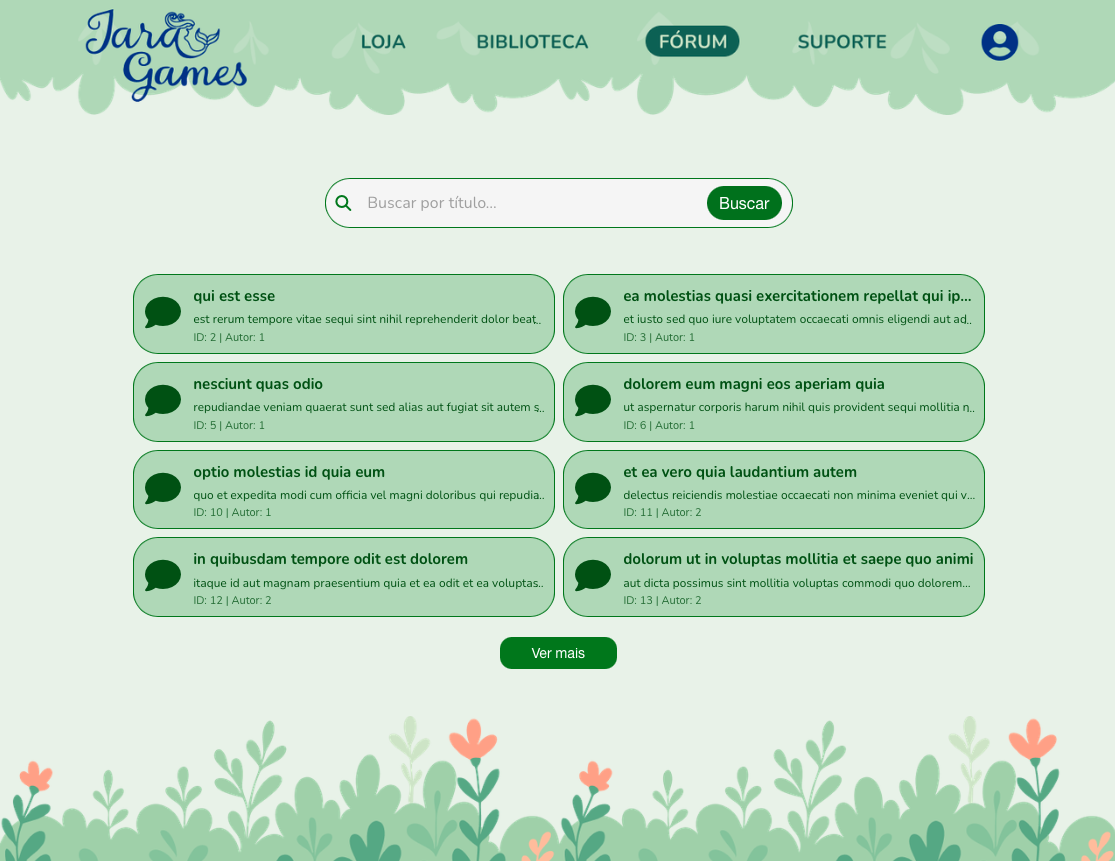 Jara Games
LOJA
BIBLIOTECA
FÓRUM
SUPORTE
Buscar por título...
Buscar
qui est esse
est rerum tempore vitae sequi sint nihil reprehenderit dolor beat..
ID: 2 | Autor: 1
ea molestias quasi exercitationem repellat qui ip...
et iusto sed quo iure voluptatem occaecati omnis eligendi aut ad..
ID: 3 | Autor: 1
nesciunt quas odio
repudiandae veniam quaerat sunt sed alias aut fugiat sit autem s..
ID: 5 | Autor: 1
dolorem eum magni eos aperiam quia
ut aspernatur corporis harum nihil quis provident sequi mollitia n..
ID: 6 | Autor: 1
optio molestias id quia eum
quo et expedita modi cum officia vel magni doloribus qui repudia..
ID: 10 | Autor: 1
et ea vero quia laudantium autem
delectus reiciendis molestiae occaecati non minima eveniet qui v...
ID: 11 | Autor: 2
in quibusdam tempore odit est dolorem
itaque id aut magnam praesentium quia et ea odit et ea voluptas..
ID: 12 | Autor: 2
dolorum ut in voluptas mollitia et saepe quo animi
aut dicta possimus sint mollitia voluptas commodi quo dolorem...
ID: 13 | Autor: 2
Ver mais